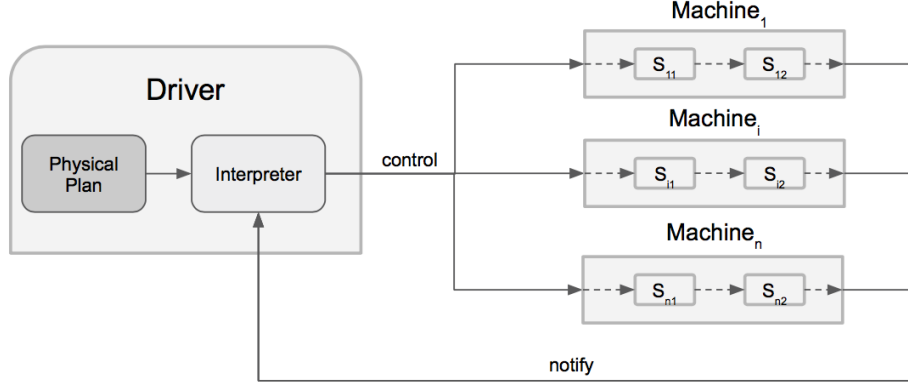 Machine₁
S₁₁ S₁₂
Driver
Machineᵢ
Physical
Plan
Interpreter
control
Sᵢ₁ Sᵢ₂
Machineₙ
Sₙ₁ Sₙ₂
notify